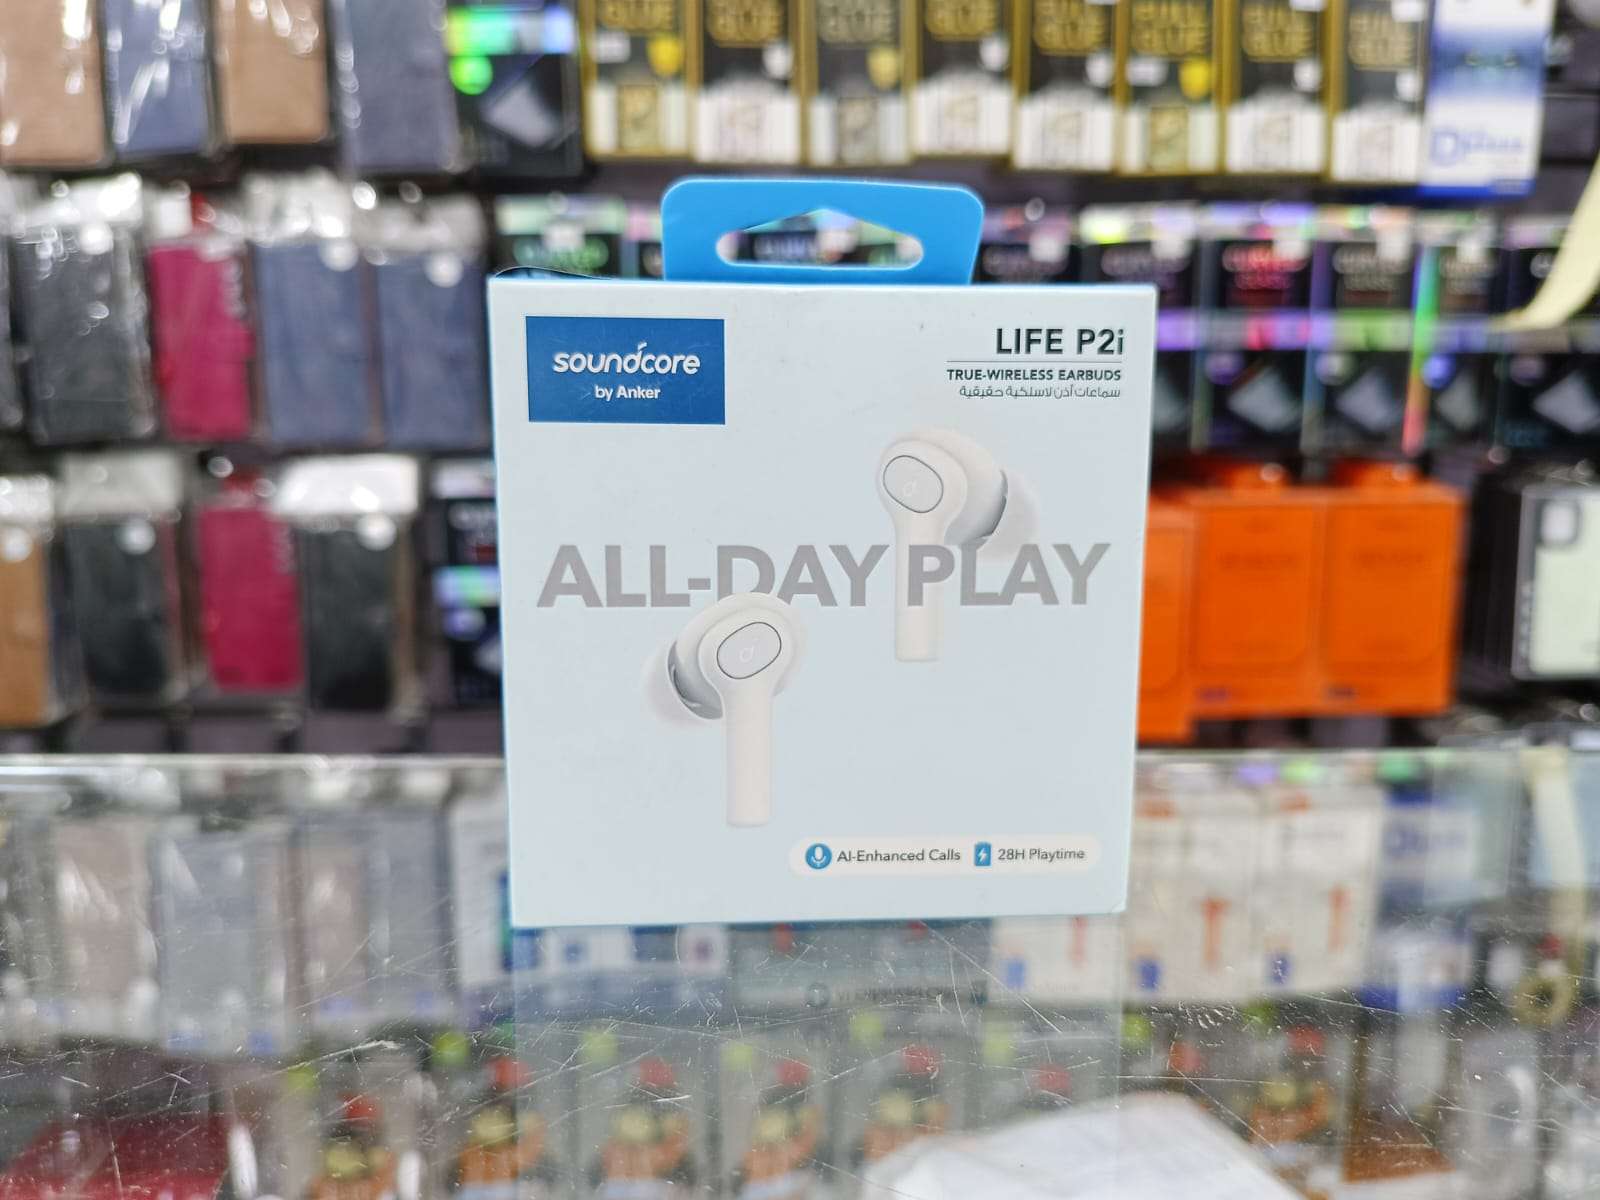 soundcore
by Anker
LIFE P2i
TRUE-WIRELESS EARBUDS
سماعات أذن لاسلكية حقيقية
ALL-DAY PLAY
AI-Enhanced Calls
28H Playtime